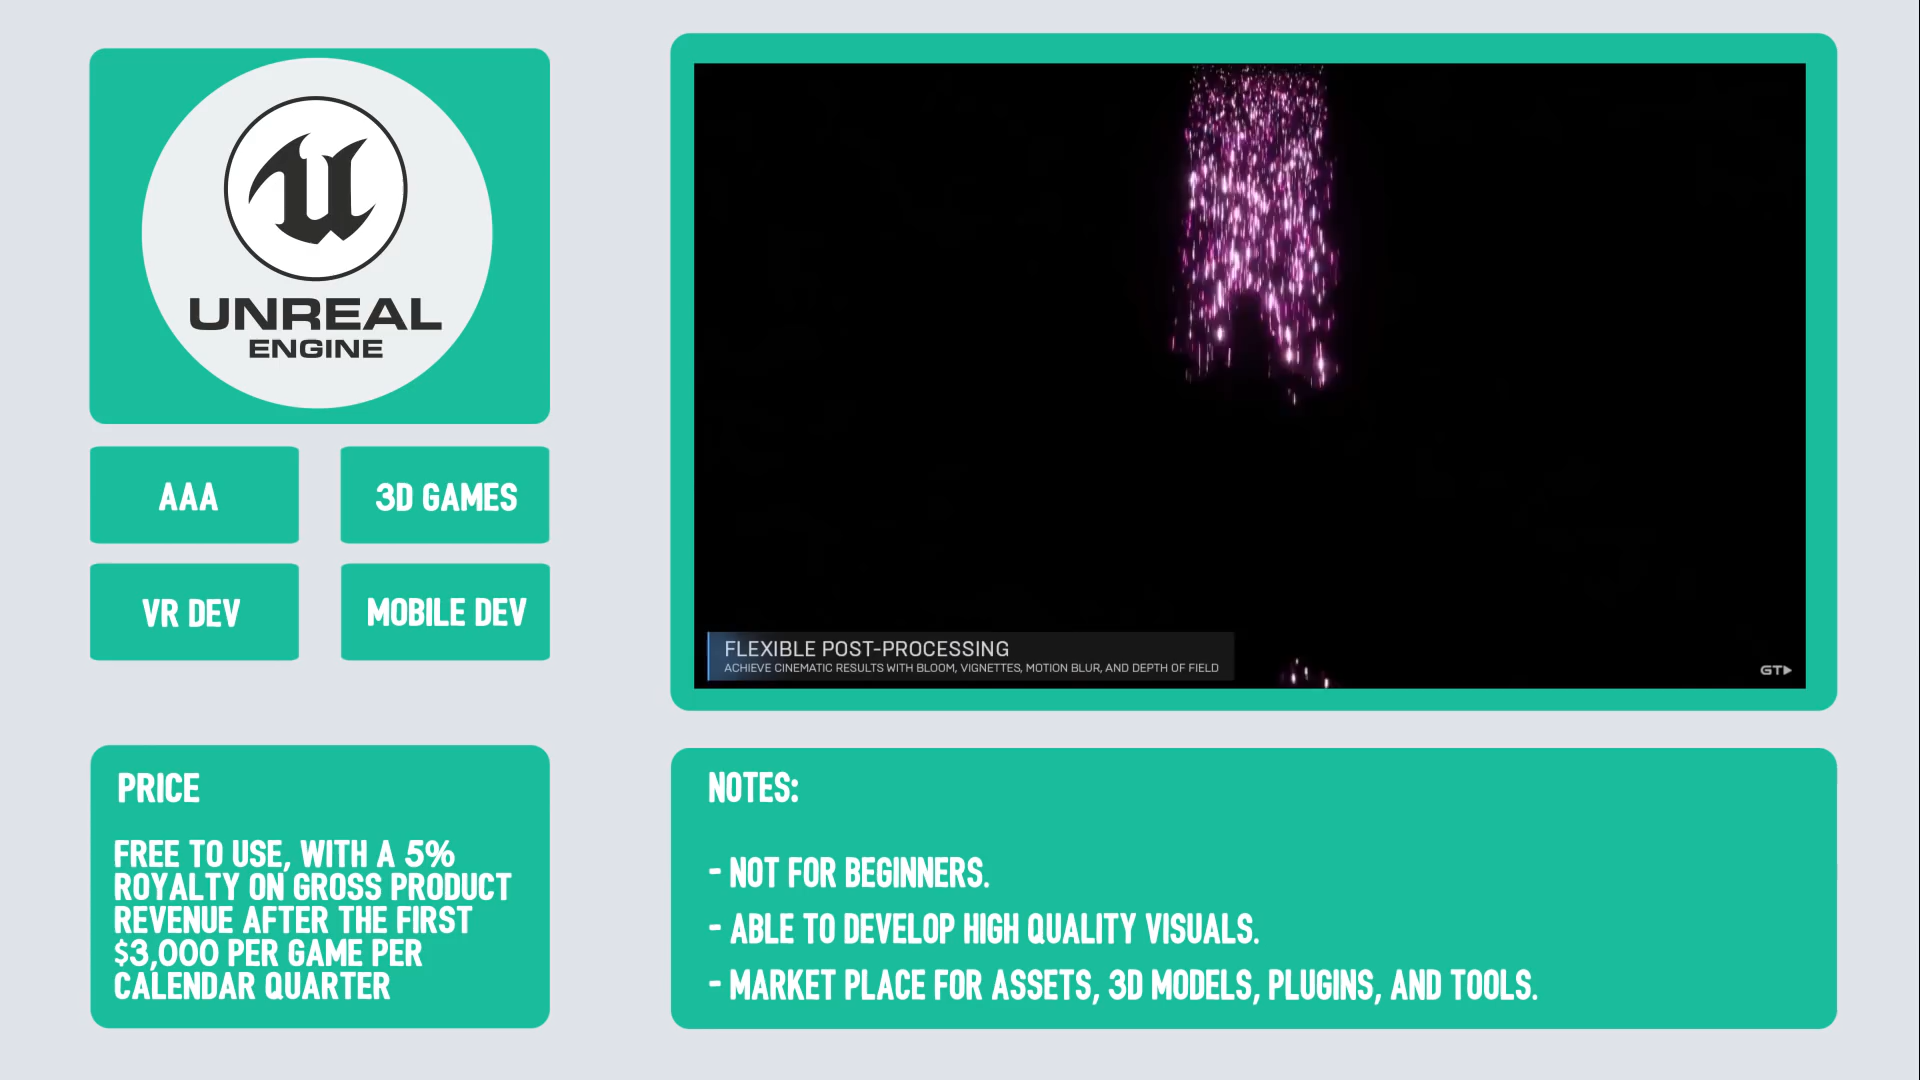 UNREAL
ENGINE
AAA
3D GAMES
VR DEV
MOBILE DEV
FLEXIBLE POST-PROCESSING
ACHIEVE CINEMATIC RESULTS WITH BLOOM, VIGNETTES, MOTION BLUR, AND DEPTH OF FIELD
GT
PRICE
FREE TO USE, WITH A 5%
ROYALTY ON GROSS PRODUCT
REVENUE AFTER THE FIRST
$3,000 PER GAME PER
CALENDAR QUARTER
NOTES:
- NOT FOR BEGINNERS.
- ABLE TO DEVELOP HIGH QUALITY VISUALS.
- MARKET PLACE FOR ASSETS, 3D MODELS, PLUGINS, AND TOOLS.